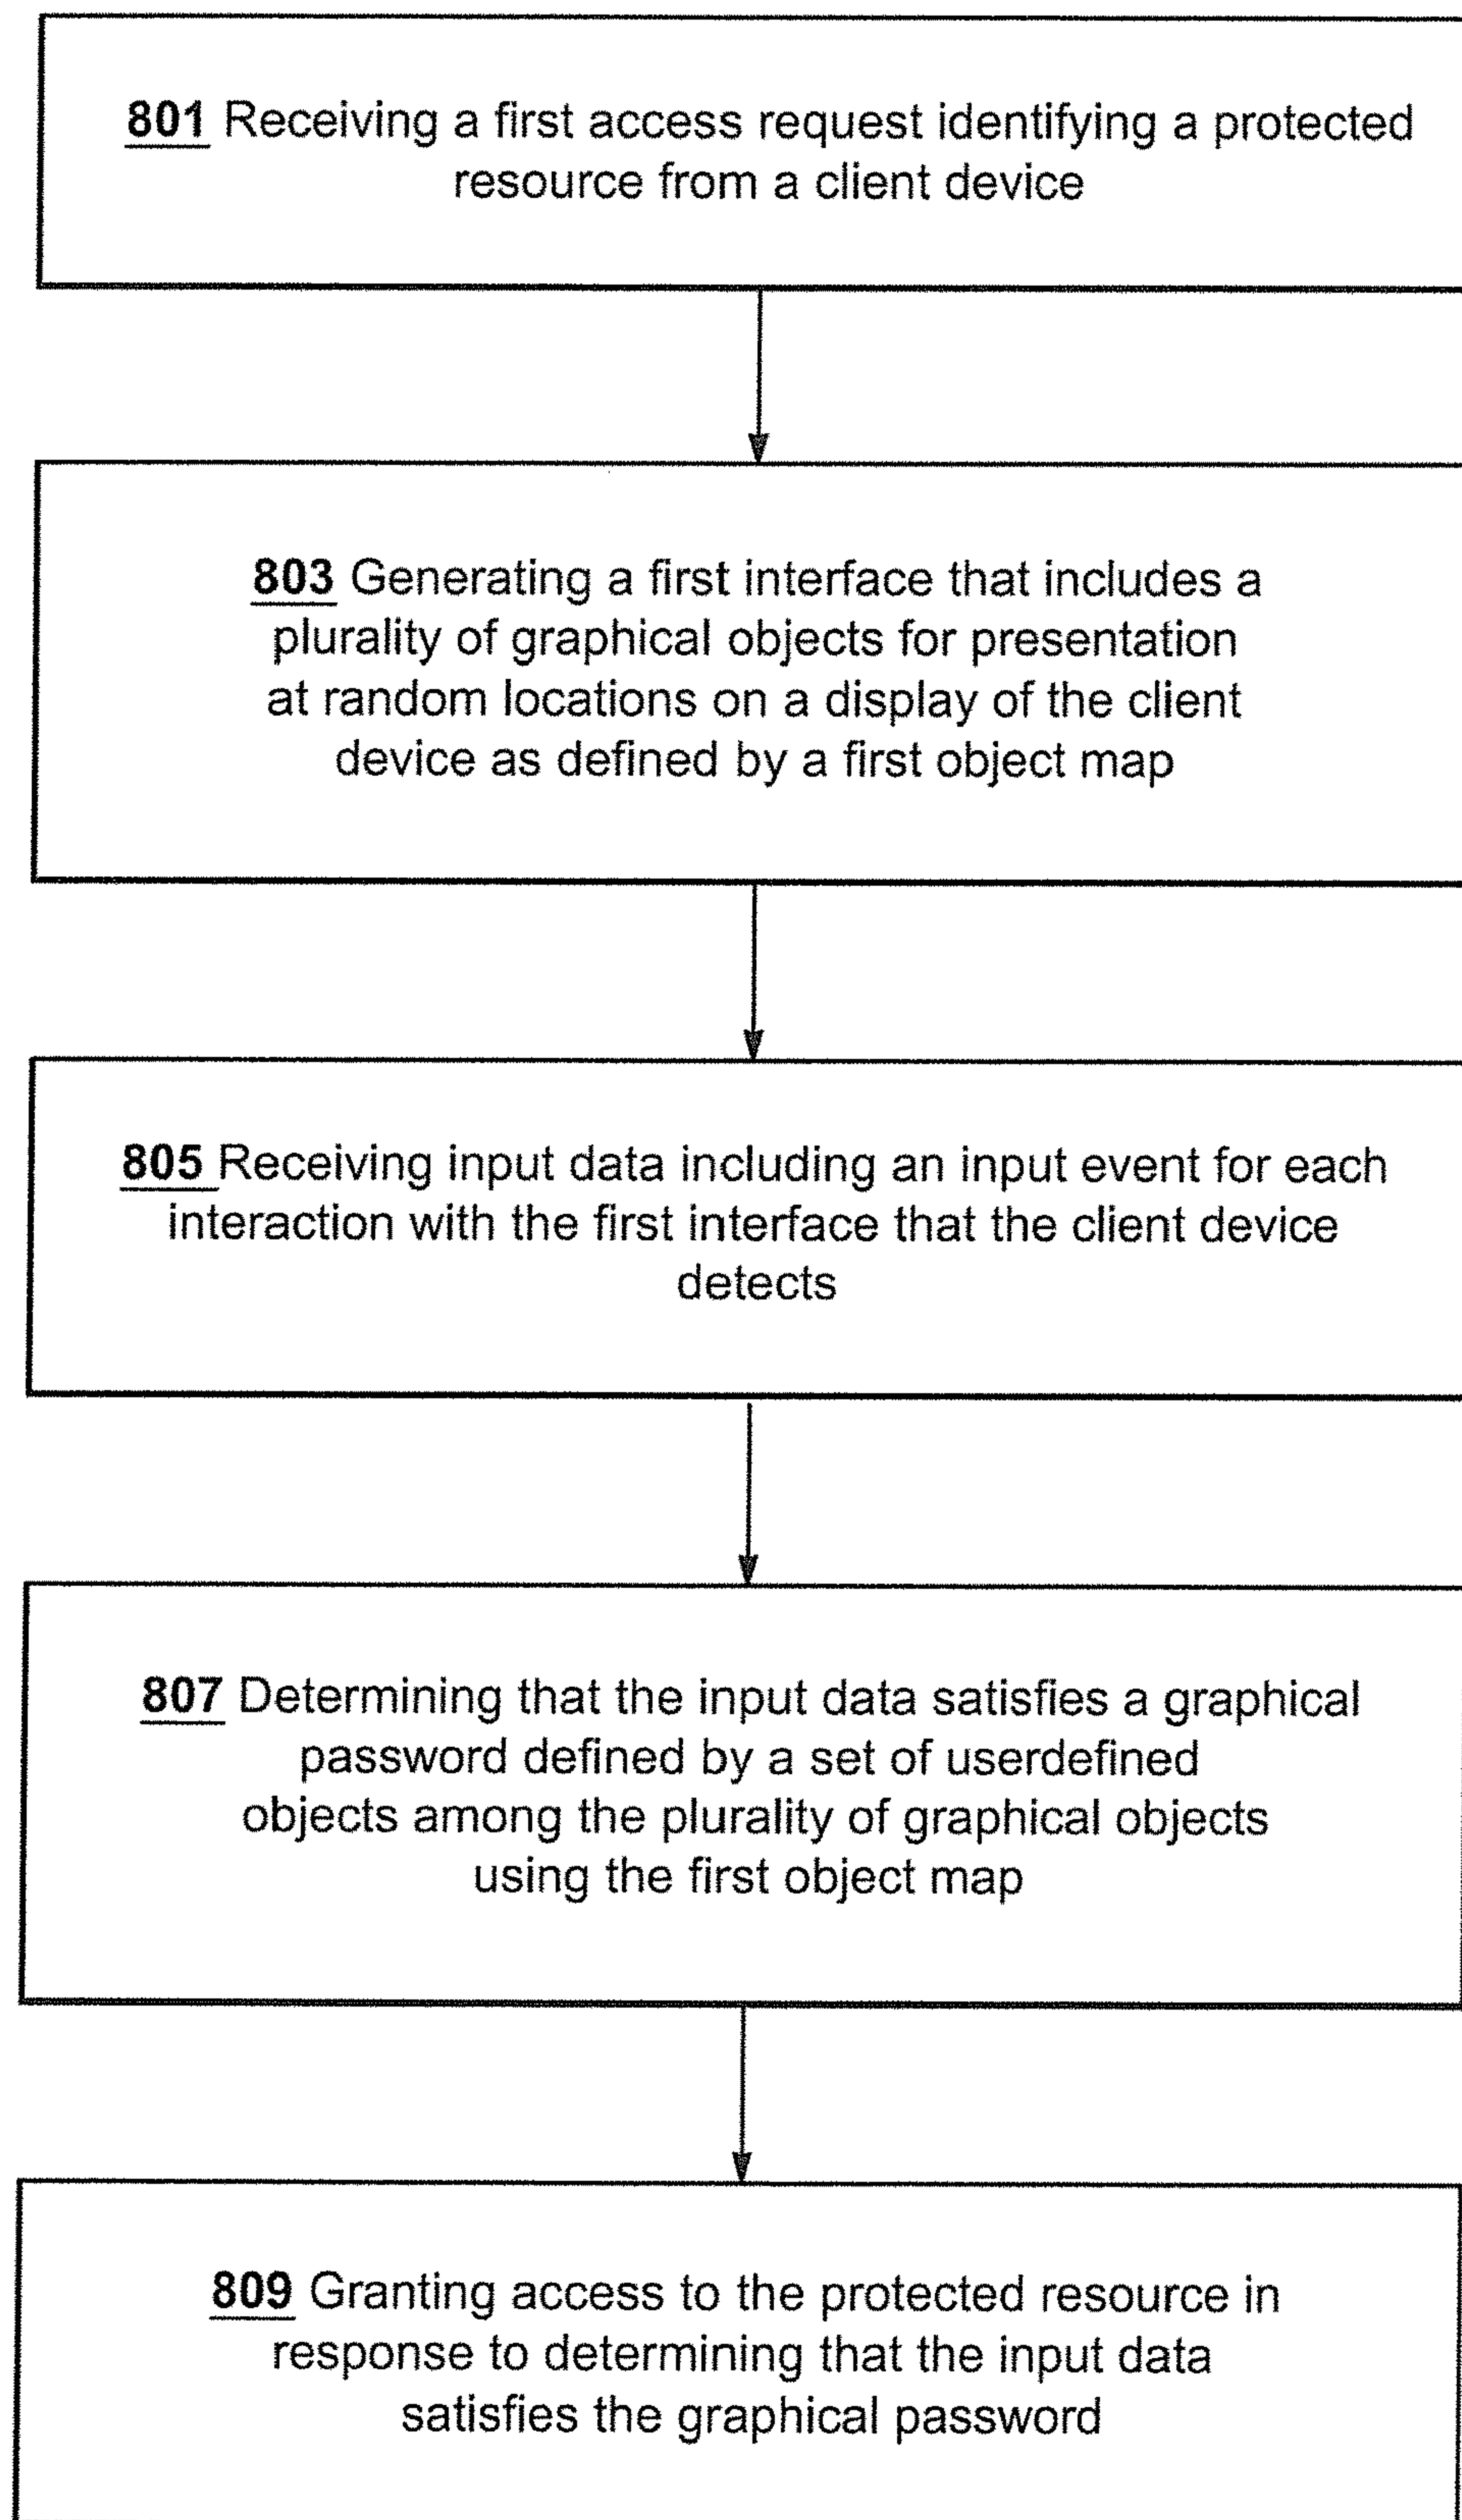 801 Receiving a first access request identifying a protected
resource from a client device
803 Generating a first interface that includes a
plurality of graphical objects for presentation
at random locations on a display of the client
device as defined by a first object map
805 Receiving input data including an input event for each
interaction with the first interface that the client device
detects
807 Determining that the input data satisfies a graphical
password defined by a set of userdefined
objects among the plurality of graphical objects
using the first object map
809 Granting access to the protected resource in
response to determining that the input data
satisfies the graphical password